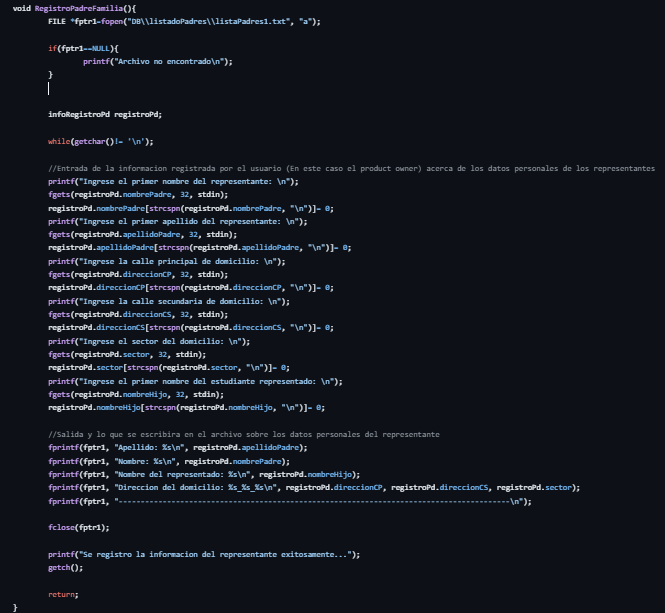 void RegistroPadreFamilia(){
FILE *fptr1=fopen("DB\\listadoPadres\\listaPadres1.txt", "a");
if(fptr1==NULL){
printf("Archivo no encontrado\n");
}
infoRegistroPd registroPd;
while(getchar()!= '\n');
//Entrada de la informacion registrada por el usuario (En este caso el product owner) acerca de los datos personales de los representantes
printf("Ingrese el primer nombre del representante: \n");
fgets(registroPd.nombrePadre, 32, stdin);
registroPd.nombrePadre[strcspn(registroPd.nombrePadre, "\n")]= 0;
printf("Ingrese el primer apellido del representante: \n");
fgets(registroPd.apellidoPadre, 32, stdin);
registroPd.apellidoPadre[strcspn(registroPd.apellidoPadre, "\n")]= 0;
printf("Ingrese la calle principal de domicilio: \n");
fgets(registroPd.direccionCP, 32, stdin);
registroPd.direccionCP[strcspn(registroPd.direccionCP, "\n")]= 0;
printf("Ingrese la calle secundaria de domicilio: \n");
fgets(registroPd.direccionCS, 32, stdin);
registroPd.direccionCS[strcspn(registroPd.direccionCS, "\n")]= 0;
printf("Ingrese el sector del domicilio: \n");
fgets(registroPd.sector, 32, stdin);
registroPd.sector[strcspn(registroPd.sector, "\n")]= 0;
printf("Ingrese el primer nombre del estudiante representado: \n");
fgets(registroPd.nombreHijo, 32, stdin);
registroPd.nombreHijo[strcspn(registroPd.nombreHijo, "\n")]= 0;
//Salida y lo que se escribira en el archivo sobre los datos personales del representante
fprintf(fptr1, "Apellido: %s\n", registroPd.apellidoPadre);
fprintf(fptr1, "Nombre: %s\n", registroPd.nombrePadre);
fprintf(fptr1, "Nombre del representado: %s\n", registroPd.nombreHijo);
fprintf(fptr1, "Direccion del domicilio: %s_%s_%s\n", registroPd.direccionCP, registroPd.direccionCS, registroPd.sector);
fprintf(fptr1, "-----------------------------------------------------------------------------------------\n");
fclose(fptr1);
printf("Se registro la informacion del representante exitosamente...");
getch();
return;
}